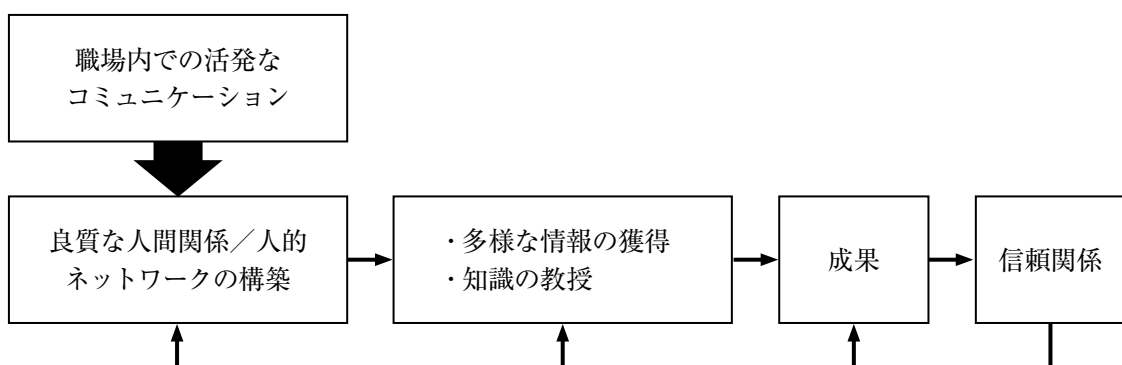 職場内での活発な
コミュニケーション
良質な人間関係／人的
ネットワークの構築
・多様な情報の獲得
・知識の教授
成果
信頼関係